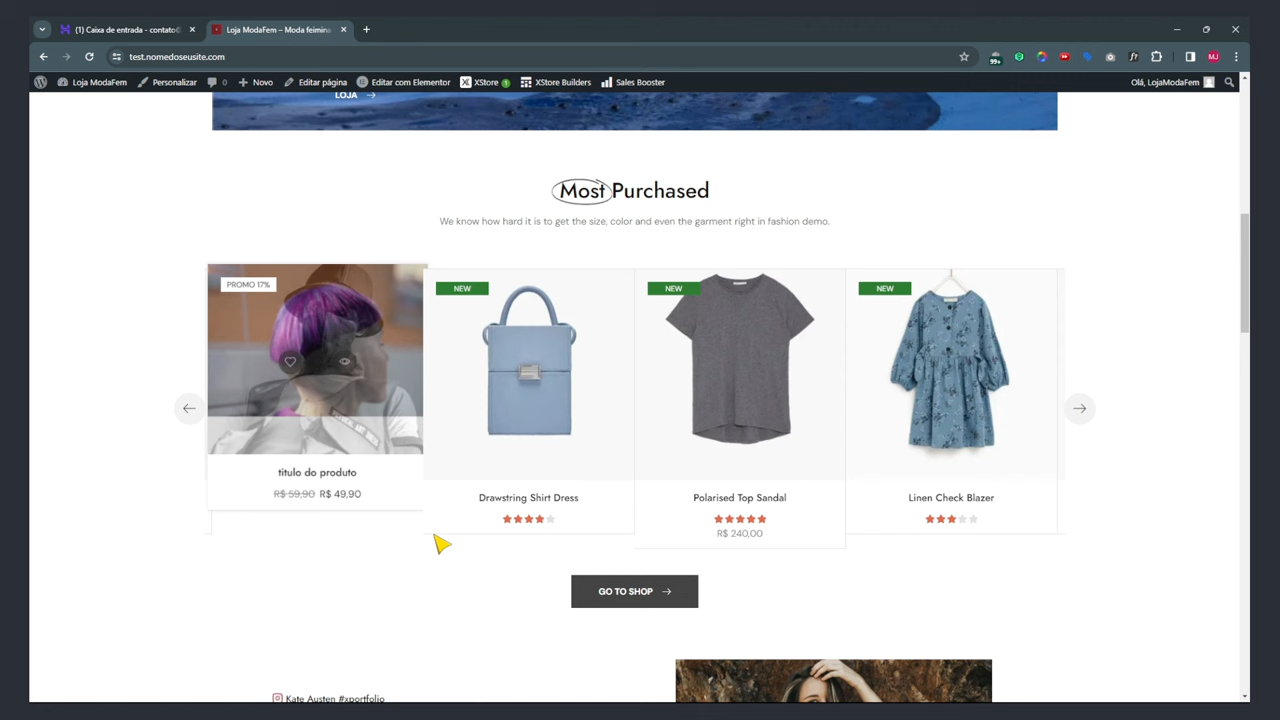 (1) Caixa de entrada - contato@
Loja ModaFem – Moda feimina
test.nomedoseusite.com
99+
f?
MJ
Loja ModaFem
Personalizar
0
Novo
Editar página
Editar com Elementor
XStore 1
XStore Builders
Sales Booster
Olá, LojaModaFem
LOJA
Most Purchased
We know how hard it is to get the size, color and even the garment right in fashion demo.
PROMO 17%
NEW
NEW
NEW
titulo do produto
R$ 59,90 R$ 49,90
Drawstring Shirt Dress
Polarised Top Sandal
R$ 240,00
Linen Check Blazer
GO TO SHOP
Kate Austen #xportfolio